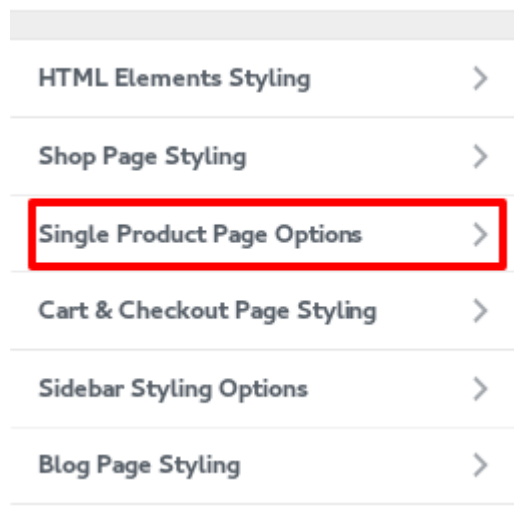 HTML Elements Styling
Shop Page Styling
Single Product Page Options
Cart & Checkout Page Styling
Sidebar Styling Options
Blog Page Styling